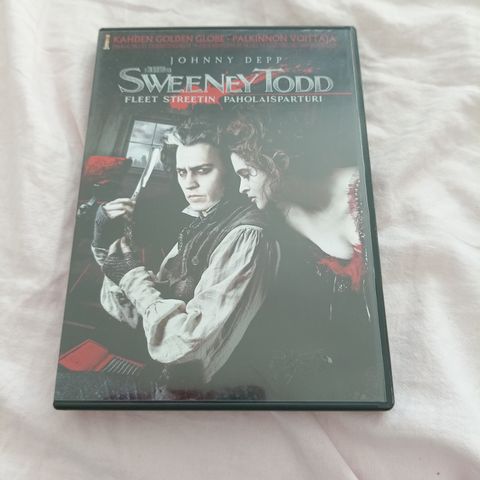 KAHDEN GOLDEN GLOBE-PALKINNON VOITTAJA
JOHNNY DEPP
SWEENEY TODD
FLEET STREETIN PAHOLAISPARTURI